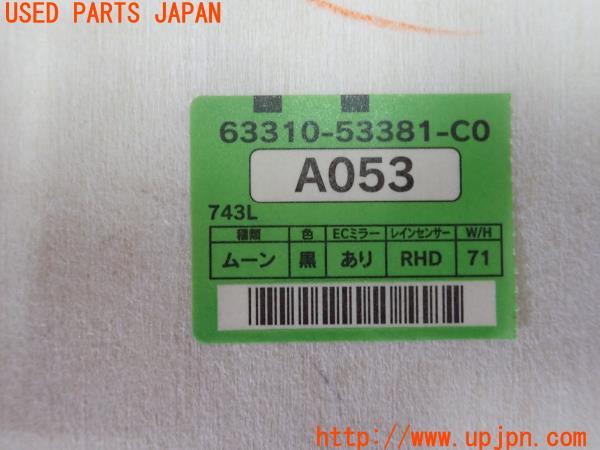 USED PARTS JAPAN
63310-53381-C0
A053
743L
種類 色 ECミラー レインセンサー W/H
ムーン 黒 あり RHD 71
http://www.upjpn.com/